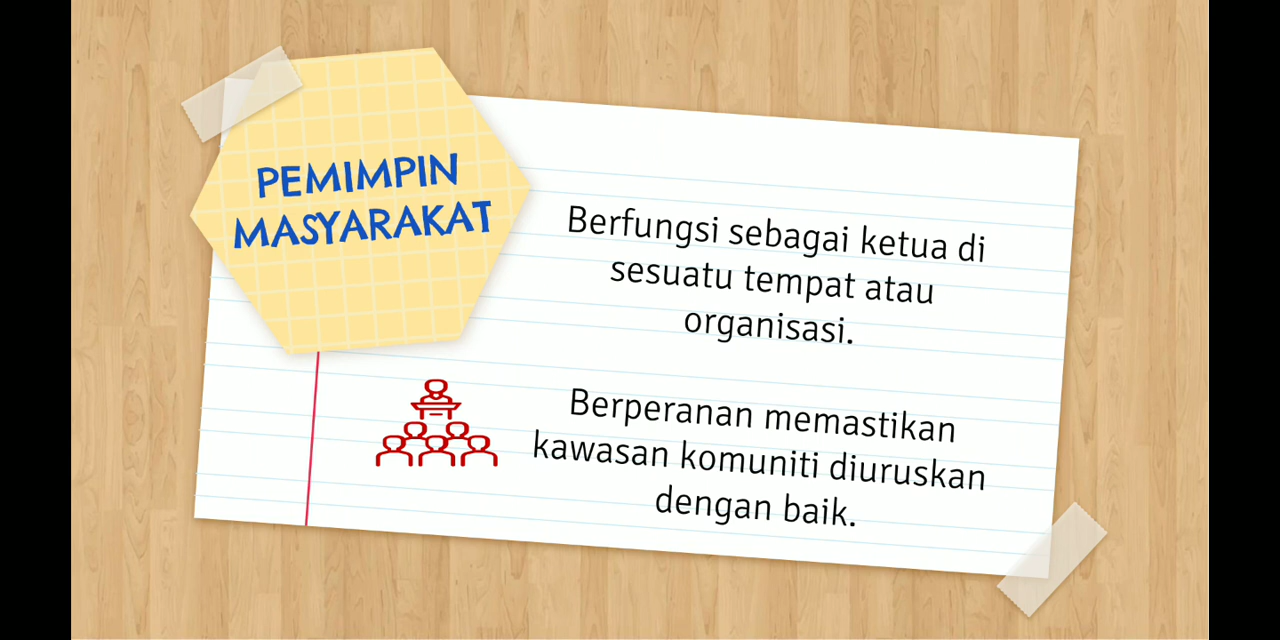 PEMIMPIN
MASYARAKAT
Berfungsi sebagai ketua di
sesuatu tempat atau
organisasi.
Berperanan memastikan
kawasan komuniti diuruskan
dengan baik.